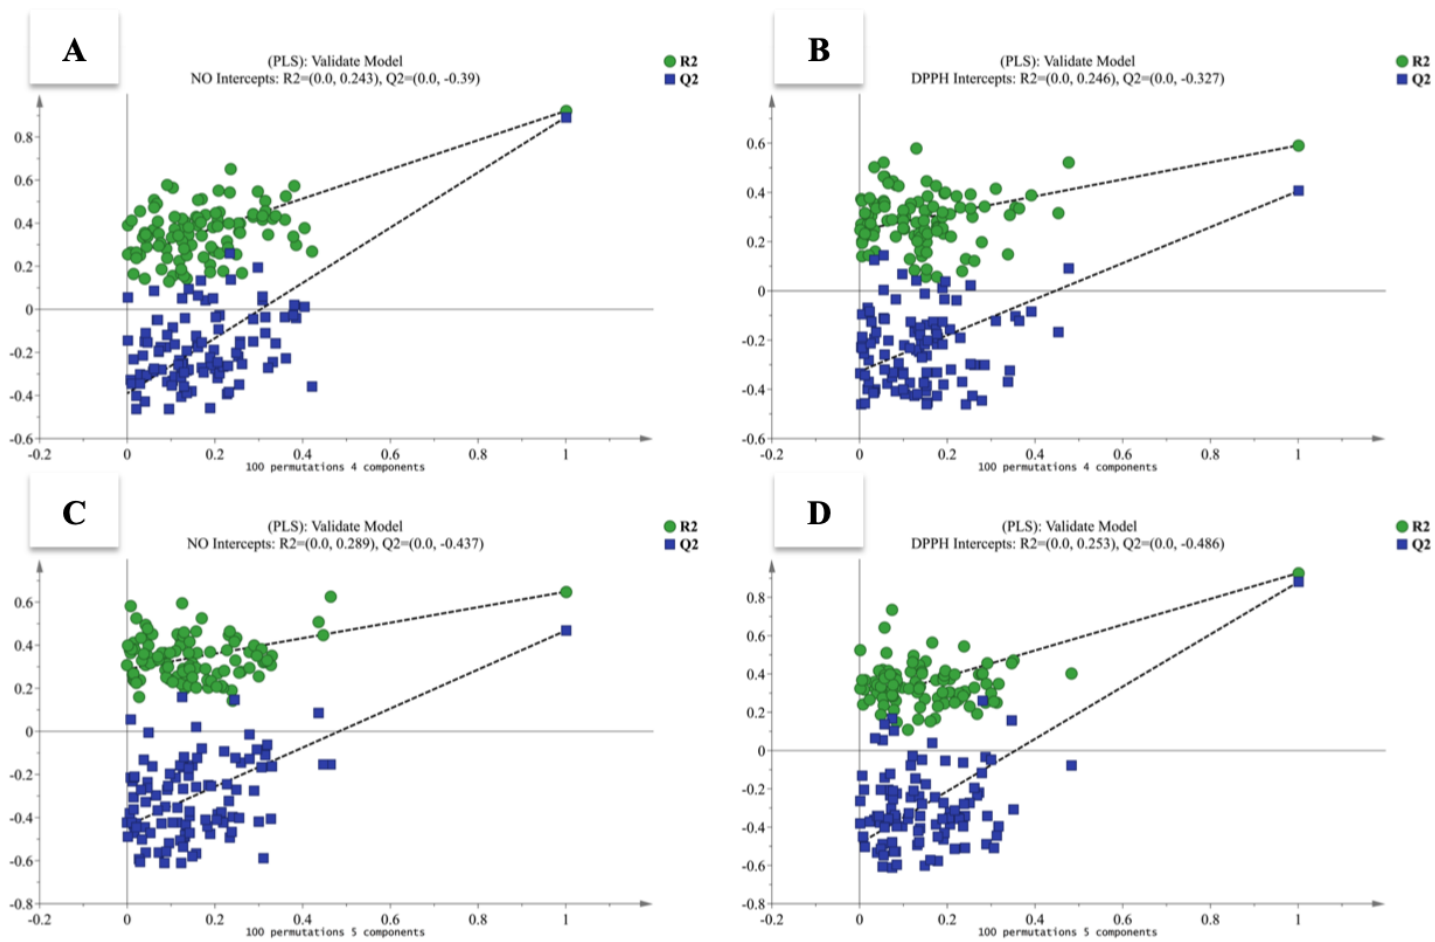 A
(PLS): Validate Model
NO Intercepts: R2=(0.0, 0.243), Q2=(0.0, -0.39)
R2
Q2
0.8
0.6
0.4
0.2
0
-0.2
-0.4
-0.6
-0.2 0 0.2 0.4 0.6 0.8 1
100 permutations 4 components
B
(PLS): Validate Model
DPPH Intercepts: R2=(0.0, 0.246), Q2=(0.0, -0.327)
R2
Q2
0.6
0.4
0.2
0
-0.2
-0.4
-0.6
-0.2 0 0.2 0.4 0.6 0.8 1
100 permutations 4 components
C
(PLS): Validate Model
NO Intercepts: R2=(0.0, 0.289), Q2=(0.0, -0.437)
R2
Q2
0.6
0.4
0.2
0
-0.2
-0.4
-0.6
-0.8
-0.2 0 0.2 0.4 0.6 0.8 1
100 permutations 5 components
D
(PLS): Validate Model
DPPH Intercepts: R2=(0.0, 0.253), Q2=(0.0, -0.486)
R2
Q2
0.8
0.6
0.4
0.2
0
-0.2
-0.4
-0.6
-0.8
-0.2 0 0.2 0.4 0.6 0.8 1
100 permutations 5 components